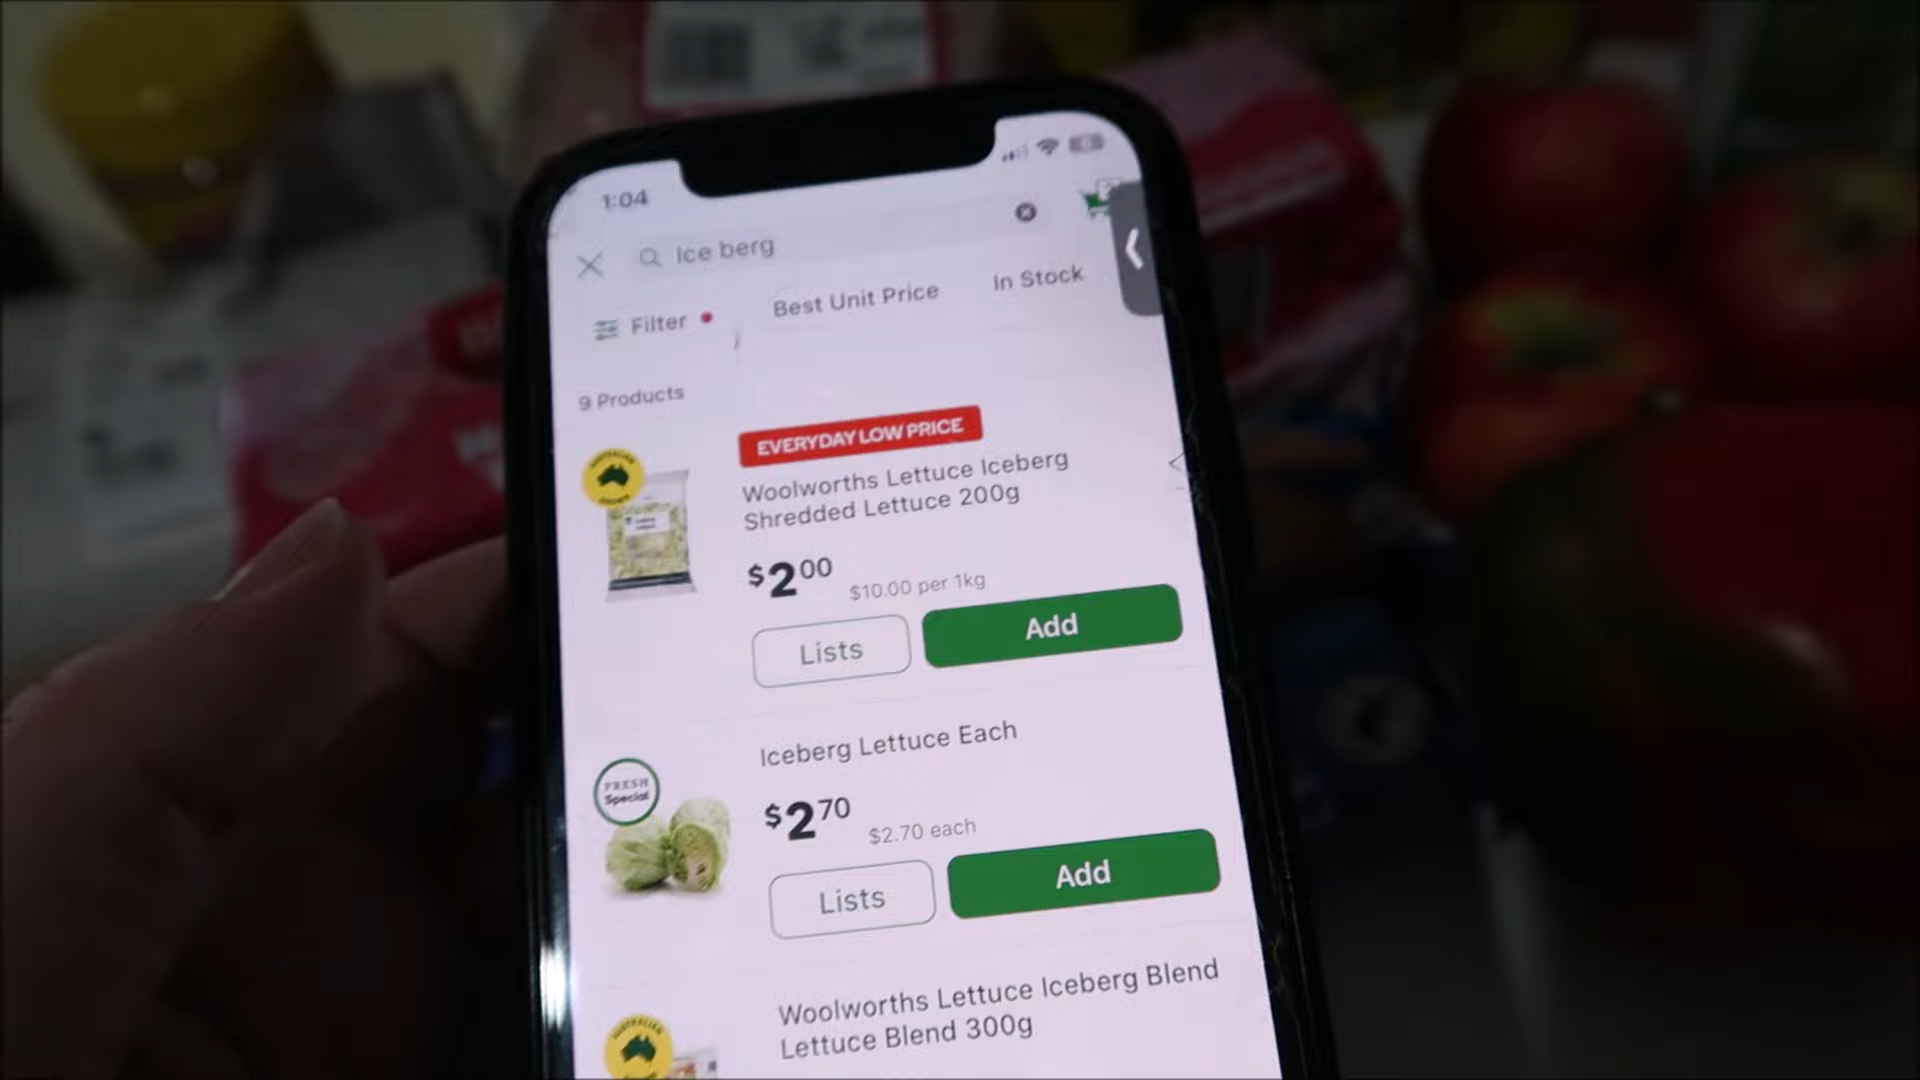 1:04
Ice berg
Filter
Best Unit Price
In Stock
9 Products
EVERYDAY LOW PRICE
AUSTRALIAN
Woolworths Lettuce Iceberg
Shredded Lettuce 200g
$2 00
$10.00 per 1kg
Lists
Add
Iceberg Lettuce Each
FRESH
Special
$2 70
$2.70 each
Lists
Add
Woolworths Lettuce Iceberg Blend
Lettuce Blend 300g
AUSTRALIAN